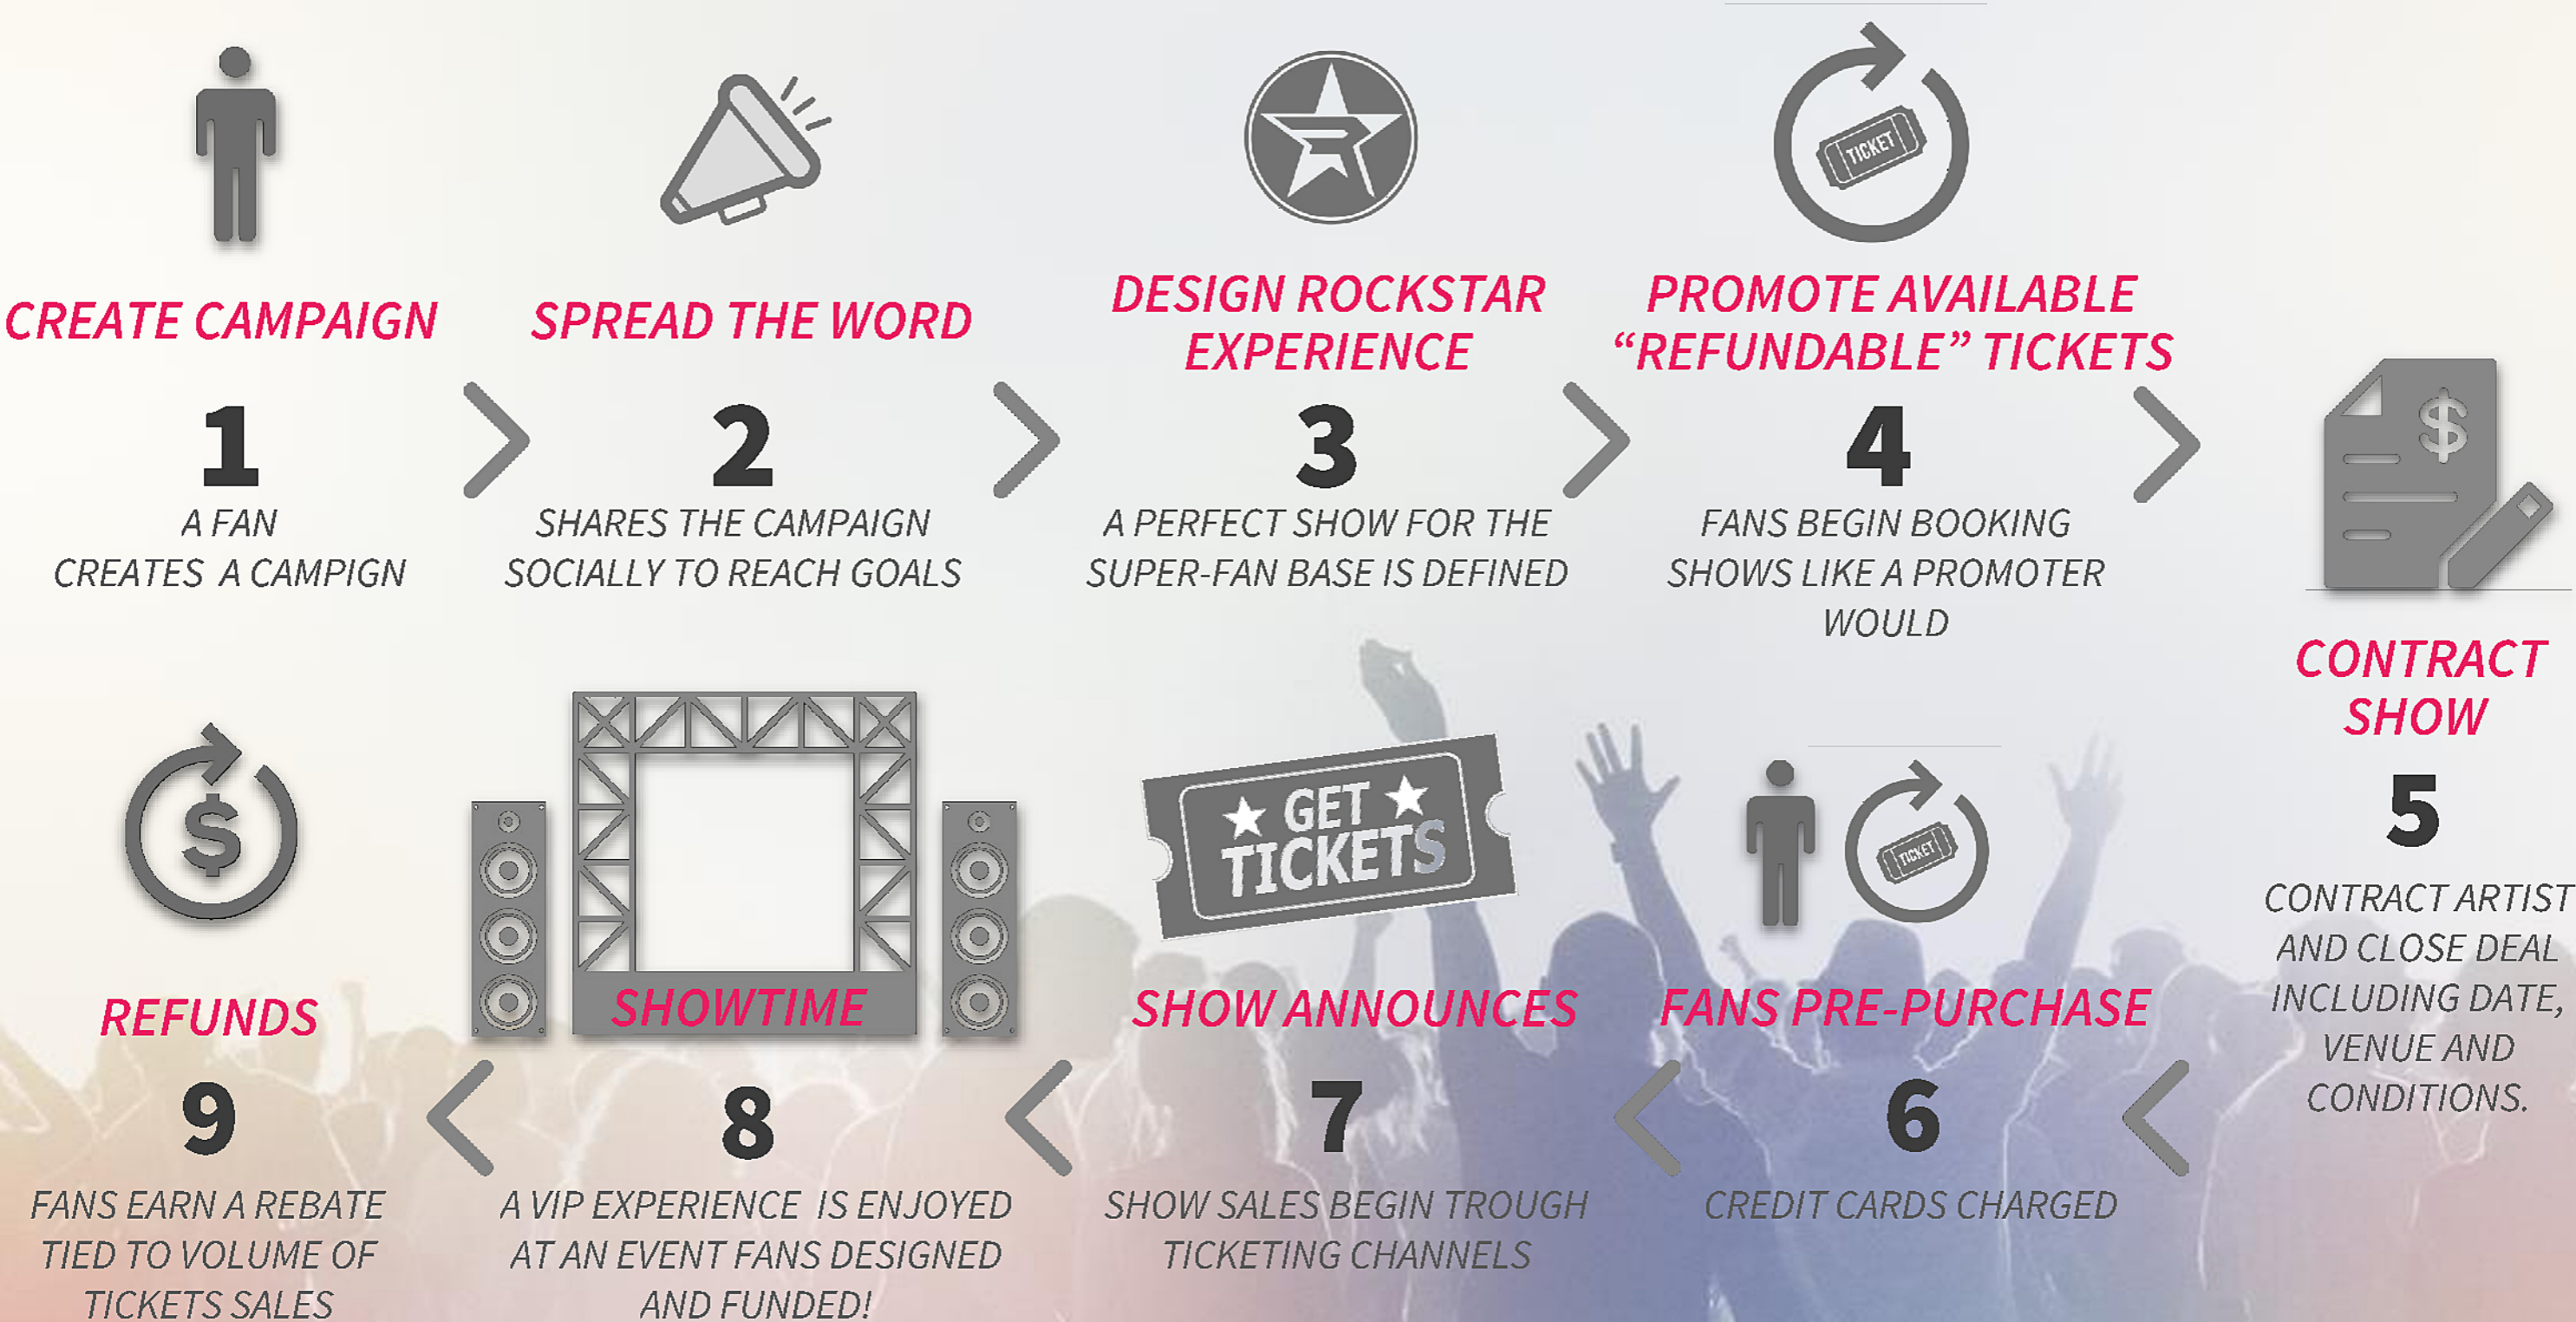 CREATE CAMPAIGN
1
A FAN
CREATES A CAMPIGN
SPREAD THE WORD
2
SHARES THE CAMPAIGN
SOCIALLY TO REACH GOALS
DESIGN ROCKSTAR
EXPERIENCE
3
A PERFECT SHOW FOR THE
SUPER-FAN BASE IS DEFINED
TICKET
PROMOTE AVAILABLE
“REFUNDABLE” TICKETS
4
FANS BEGIN BOOKING
SHOWS LIKE A PROMOTER
WOULD
$
CONTRACT
SHOW
5
CONTRACT ARTIST
AND CLOSE DEAL
INCLUDING DATE,
VENUE AND
CONDITIONS.
TICKET
FANS PRE-PURCHASE
6
CREDIT CARDS CHARGED
GET
TICKETS
SHOW ANNOUNCES
7
SHOW SALES BEGIN TROUGH
TICKETING CHANNELS
SHOWTIME
8
A VIP EXPERIENCE IS ENJOYED
AT AN EVENT FANS DESIGNED
AND FUNDED!
$
REFUNDS
9
FANS EARN A REBATE
TIED TO VOLUME OF
TICKETS SALES